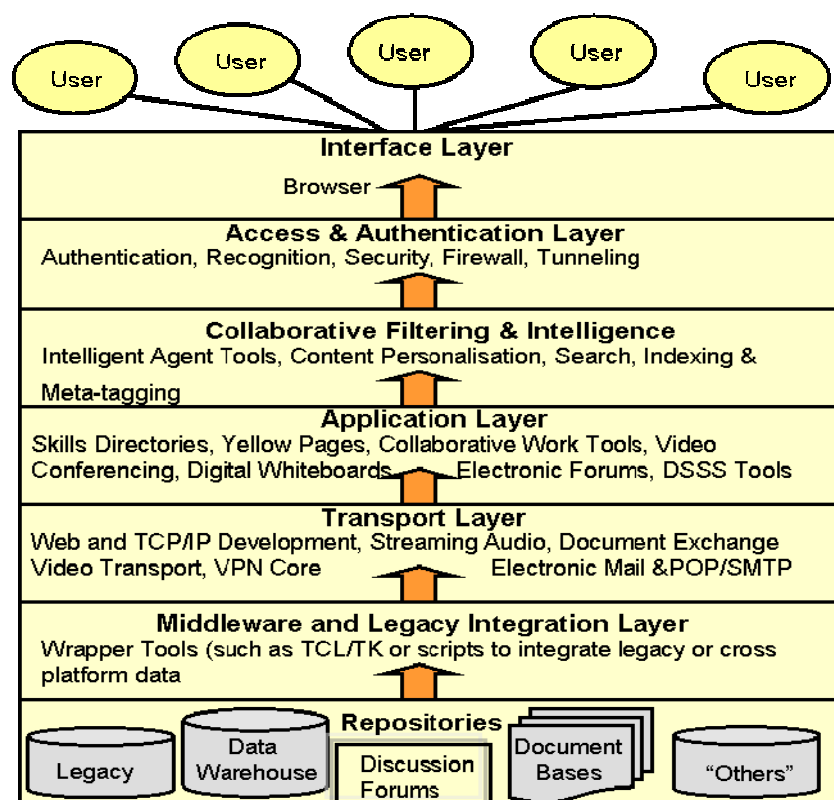 User
User
User
User
User
Interface Layer
Browser
Access & Authentication Layer
Authentication, Recognition, Security, Firewall, Tunneling
Collaborative Filtering & Intelligence
Intelligent Agent Tools, Content Personalisation, Search, Indexing &
Meta-tagging
Application Layer
Skills Directories, Yellow Pages, Collaborative Work Tools, Video
Conferencing, Digital Whiteboards Electronic Forums, DSSS Tools
Transport Layer
Web and TCP/IP Development, Streaming Audio, Document Exchange
Video Transport, VPN Core Electronic Mail &POP/SMTP
Middleware and Legacy Integration Layer
Wrapper Tools (such as TCL/TK or scripts to integrate legacy or cross
platform data
Repositories
Legacy
Data
Warehouse
Discussion
Forums
Document
Bases
“Others”